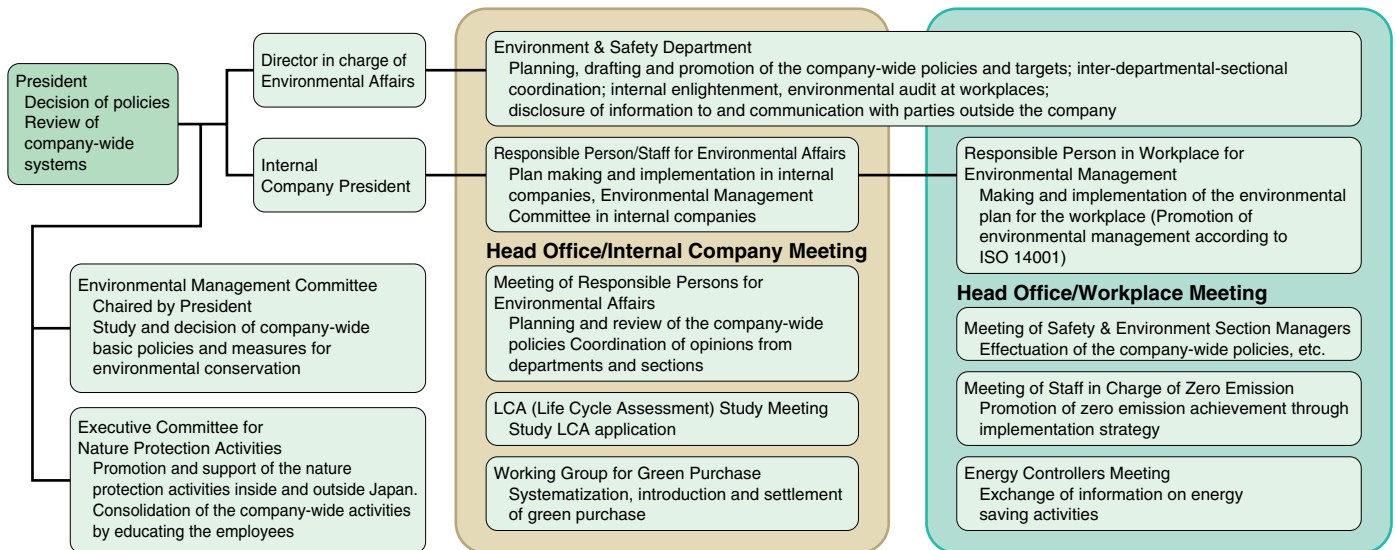 President
Decision of policies
Review of
company-wide
systems
Director in charge of
Environmental Affairs
Internal
Company President
Environmental Management Committee
Chaired by President
Study and decision of company-wide
basic policies and measures for
environmental conservation
Executive Committee for
Nature Protection Activities
Promotion and support of the nature
protection activities inside and outside Japan.
Consolidation of the company-wide activities
by educating the employees
Environment & Safety Department
Planning, drafting and promotion of the company-wide policies and targets; inter-departmental-sectional
coordination; internal enlightenment, environmental audit at workplaces;
disclosure of information to and communication with parties outside the company
Responsible Person/Staff for Environmental Affairs
Plan making and implementation in internal
companies, Environmental Management
Committee in internal companies
Head Office/Internal Company Meeting
Meeting of Responsible Persons for
Environmental Affairs
Planning and review of the company-wide
policies Coordination of opinions from
departments and sections
LCA (Life Cycle Assessment) Study Meeting
Study LCA application
Working Group for Green Purchase
Systematization, introduction and settlement
of green purchase
Responsible Person in Workplace for
Environmental Management
Making and implementation of the environmental
plan for the workplace (Promotion of
environmental management according to
ISO 14001)
Head Office/Workplace Meeting
Meeting of Safety & Environment Section Managers
Effectuation of the company-wide policies, etc.
Meeting of Staff in Charge of Zero Emission
Promotion of zero emission achievement through
implementation strategy
Energy Controllers Meeting
Exchange of information on energy
saving activities